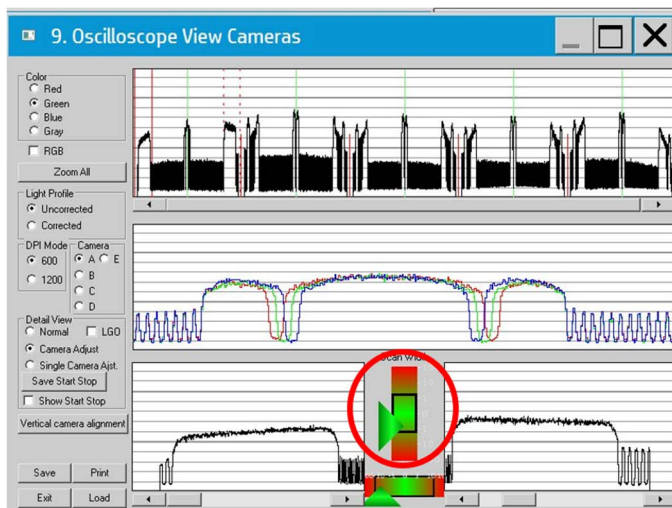 9. Oscilloscope View Cameras
Color
Red
Green
Blue
Gray
RGB
Zoom All
Light Profile
Uncorrected
Corrected
DPI Mode
Camera
600
A
E
B
1200
C
D
Detail View
Normal
LGO
Camera Adjust
Single Camera Ajst.
Save Start Stop
Show Start Stop
Vertical camera alignment
Save
Print
Exit
Load
Scan Width